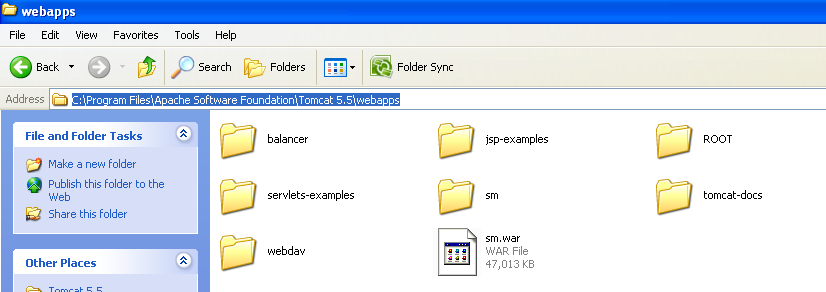 webapps
File Edit View Favorites Tools Help
Back Search Folders Folder Sync
Address C:\Program Files\Apache Software Foundation\Tomcat 5.5\webapps
File and Folder Tasks
Make a new folder
Publish this folder to the
Web
Share this folder
Other Places
Tomcat 5.5
balancer jsp-examples ROOT
servlets-examples sm tomcat-docs
webdav sm.war
WAR File
47,013 KB